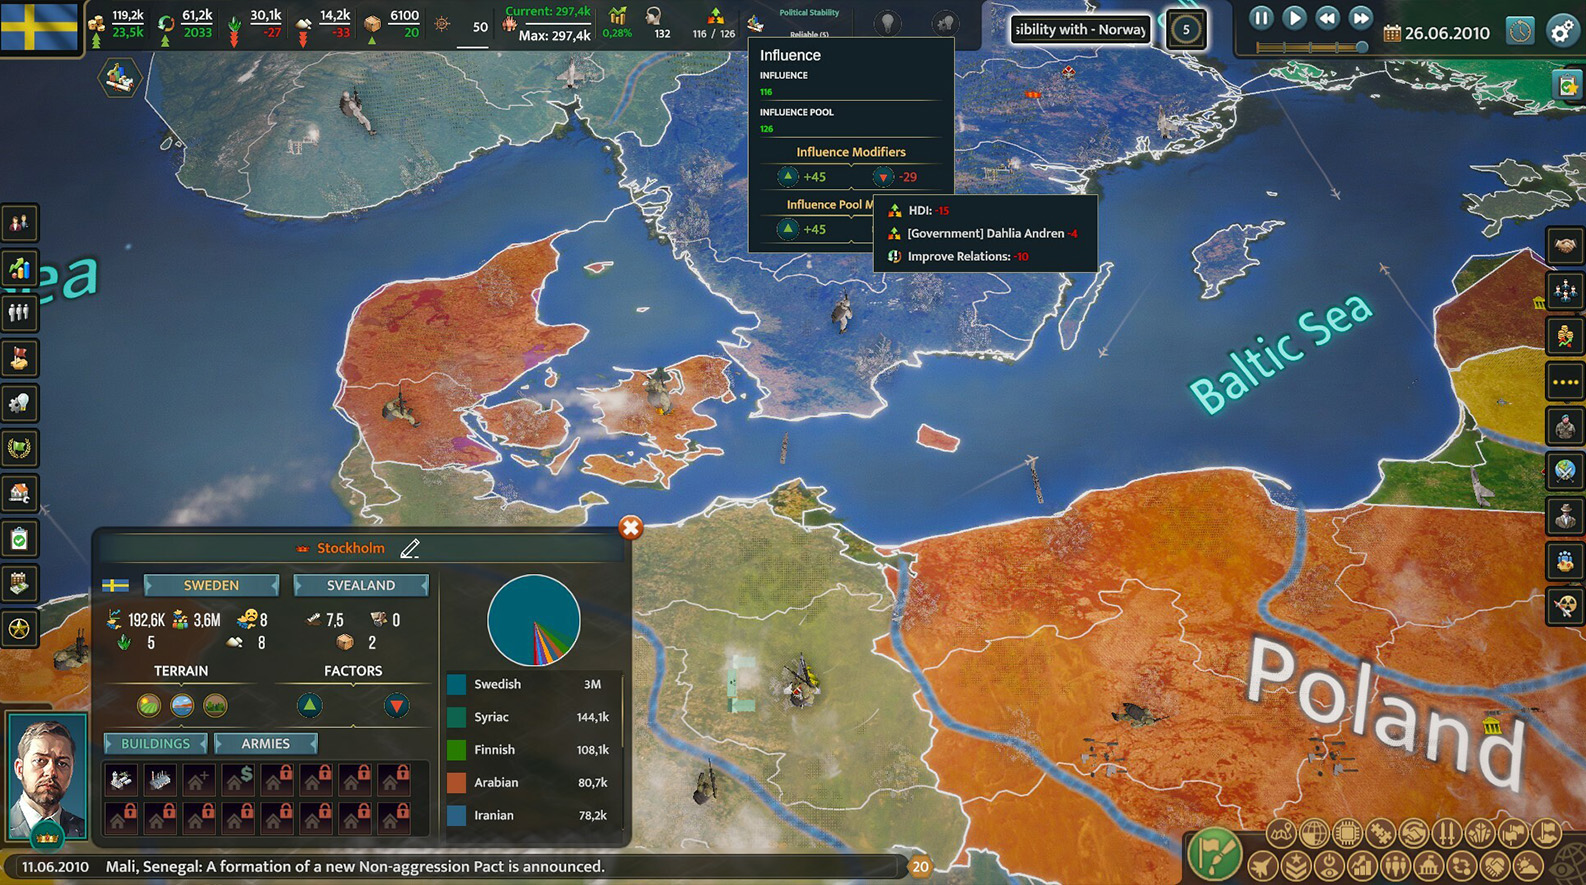 119,2k
23,5k
61,2k
2033
30,1k
-27
14,2k
-33
6100
20
50
Current: 297,4k
Max: 297,4k
0,28%
132
116 / 126
Political Stability
Reliable (5)
sibility with - Norway
5
26.06.2010
Influence
INFLUENCE
116
INFLUENCE POOL
126
Influence Modifiers
+45
-29
Influence Pool M
+45
HDI: -15
[Government] Dahlia Andren -4
Improve Relations: -10
ea
Baltic Sea
Poland
Stockholm
SWEDEN
SVEALAND
192,6K
3,6M
8
7,5
0
5
8
2
TERRAIN
FACTORS
BUILDINGS
ARMIES
Swedish
3M
Syriac
144,1k
Finnish
108,1k
Arabian
80,7k
Iranian
78,2k
11.06.2010
Mali, Senegal: A formation of a new Non-aggression Pact is announced.
20